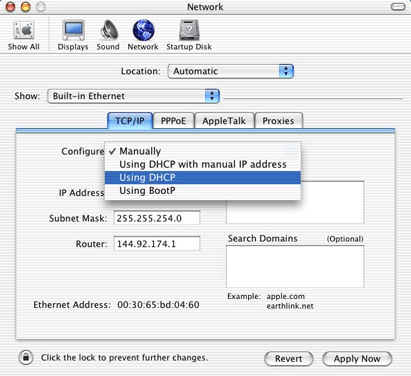 Network
Show All Displays Sound Network Startup Disk
Location: Automatic
Show: Built-in Ethernet
TCP/IP PPPoE AppleTalk Proxies
Configure ✓ Manually
Using DHCP with manual IP address
Using DHCP
Using BootP
IP Address
Subnet Mask: 255.255.254.0
Router: 144.92.174.1
Search Domains (Optional)
Ethernet Address: 00:30:65:bd:04:60
Example: apple.com
earthlink.net
Click the lock to prevent further changes.
Revert Apply Now